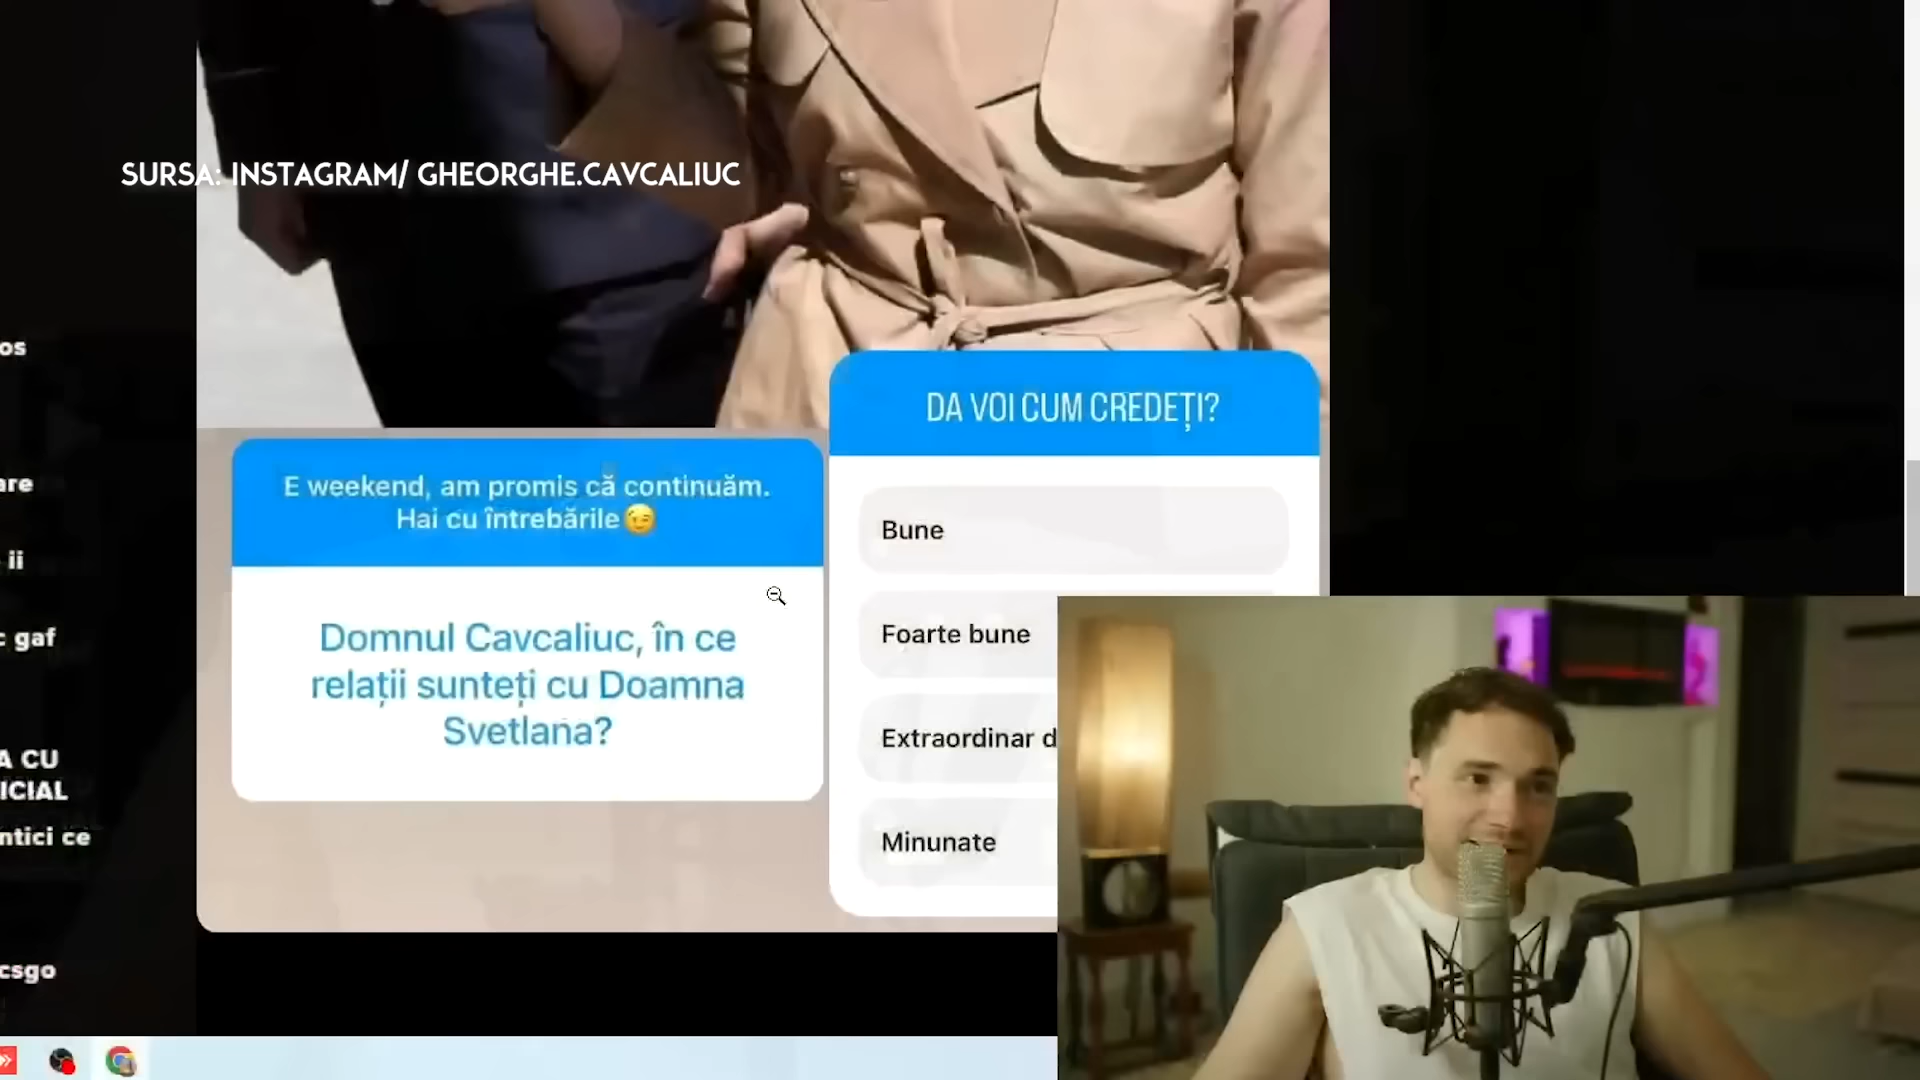 SURSA: INSTAGRAM/ GHEORGHE.CAVCALIUC
os
are
ii
c gaf
A CU
ICIAL
ntici ce
csgo
E weekend, am promis că continuăm.
Hai cu întrebările😉
Domnul Cavcaliuc, în ce
relații sunteți cu Doamna
Svetlana?
DA VOI CUM CREDEȚI?
Bune
Foarte bune
Extraordinar d
Minunate